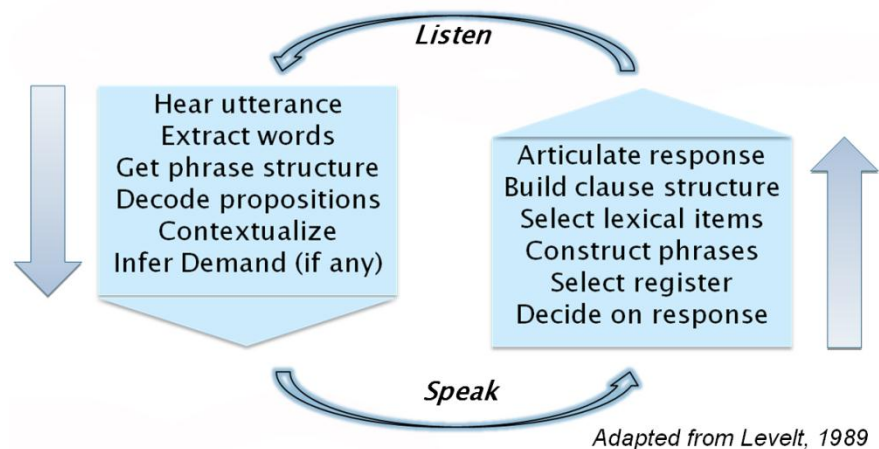 Listen
Hear utterance
Extract words
Get phrase structure
Decode propositions
Contextualize
Infer Demand (if any)
Articulate response
Build clause structure
Select lexical items
Construct phrases
Select register
Decide on response
Speak
Adapted from Levelt, 1989